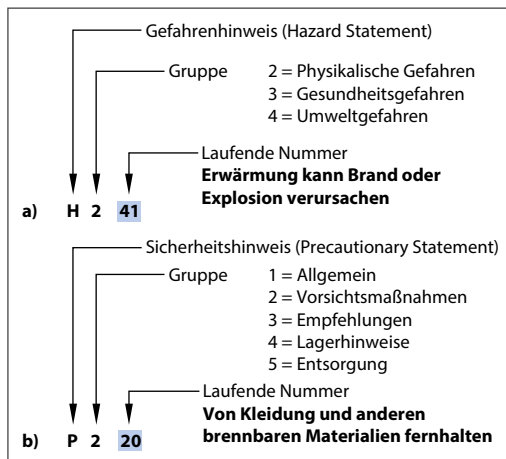 Gefahrenhinweis (Hazard Statement)
Gruppe 2 = Physikalische Gefahren
3 = Gesundheitsgefahren
4 = Umweltgefahren
Laufende Nummer
Erwärmung kann Brand oder
Explosion verursachen
a) H 2 41
Sicherheitshinweis (Precautionary Statement)
Gruppe 1 = Allgemein
2 = Vorsichtsmaßnahmen
3 = Empfehlungen
4 = Lagerhinweise
5 = Entsorgung
Laufende Nummer
Von Kleidung und anderen
brennbaren Materialien fernhalten
b) P 2 20